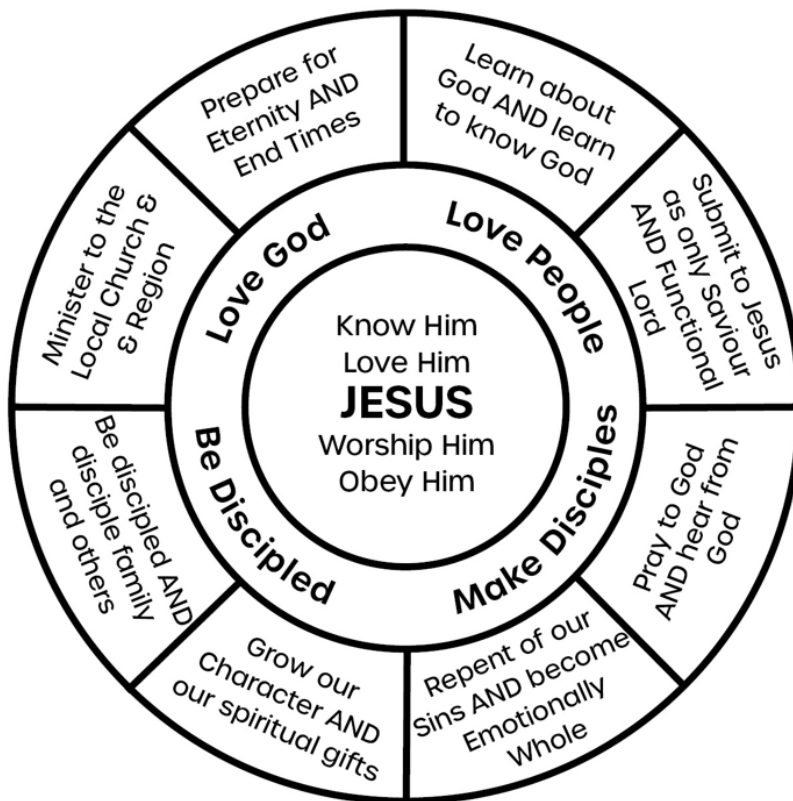 Prepare for
Eternity AND
End Times
Learn about
God AND learn
to know God
Submit to Jesus
as only Saviour
AND Functional
Lord
Pray to God
AND hear from
God
Repent of our
Sins AND become
Emotionally
Whole
Grow our
Character AND
our spiritual gifts
Be discipled AND
disciple family
and others
Minister to the
Local Church &
& Region
Love God
Love People
Make Disciples
Be Discipled
Know Him
Love Him
JESUS
Worship Him
Obey Him